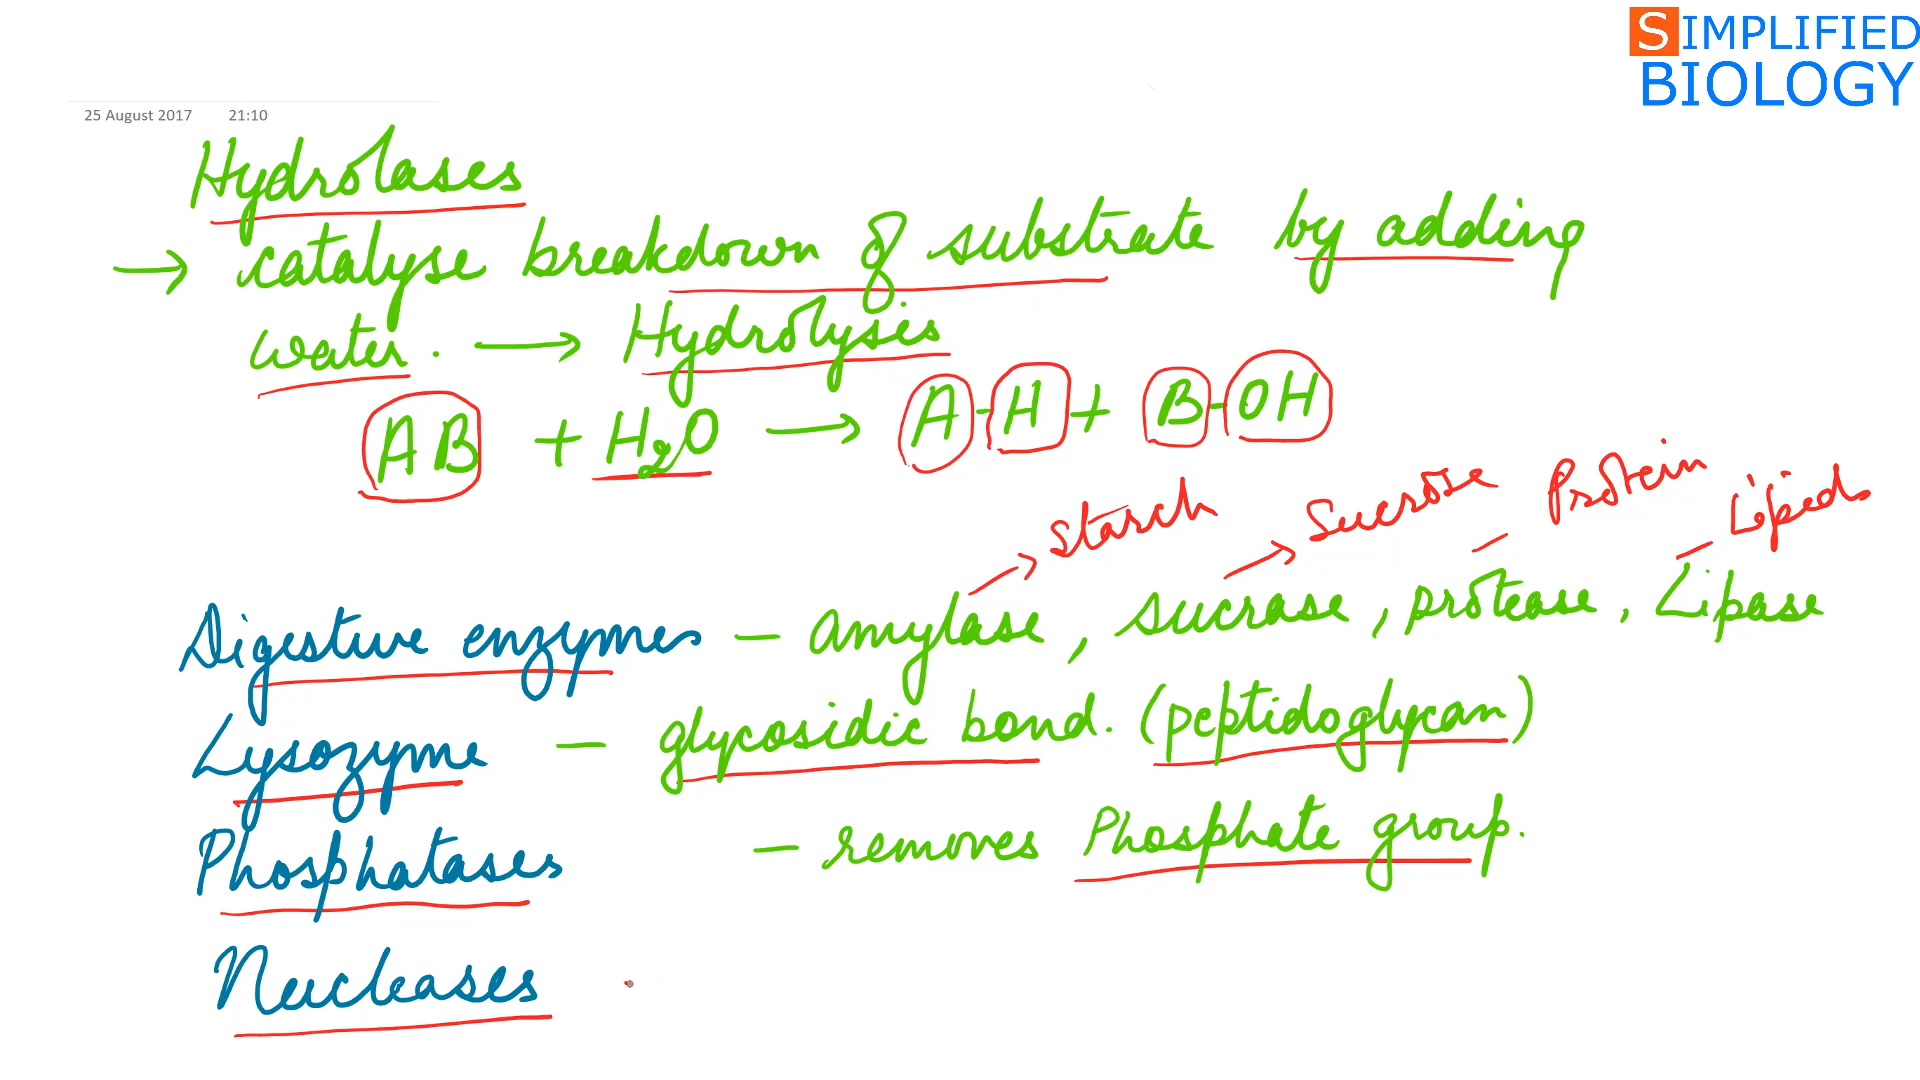 SIMPLIFIED
BIOLOGY
25 August 2017 21:10
Hydrolases
→ catalyse breakdown of substrate by adding
water. → Hydrolysis
AB + H₂O → A-H + B-OH
→ Starch → Sucrose - Protein - Lipids
Digestive enzymes - amylase, sucrase, protease, Lipase
Lysozyme - glycosidic bond. (peptidoglycan)
Phosphatases - removes Phosphate group.
Nucleases